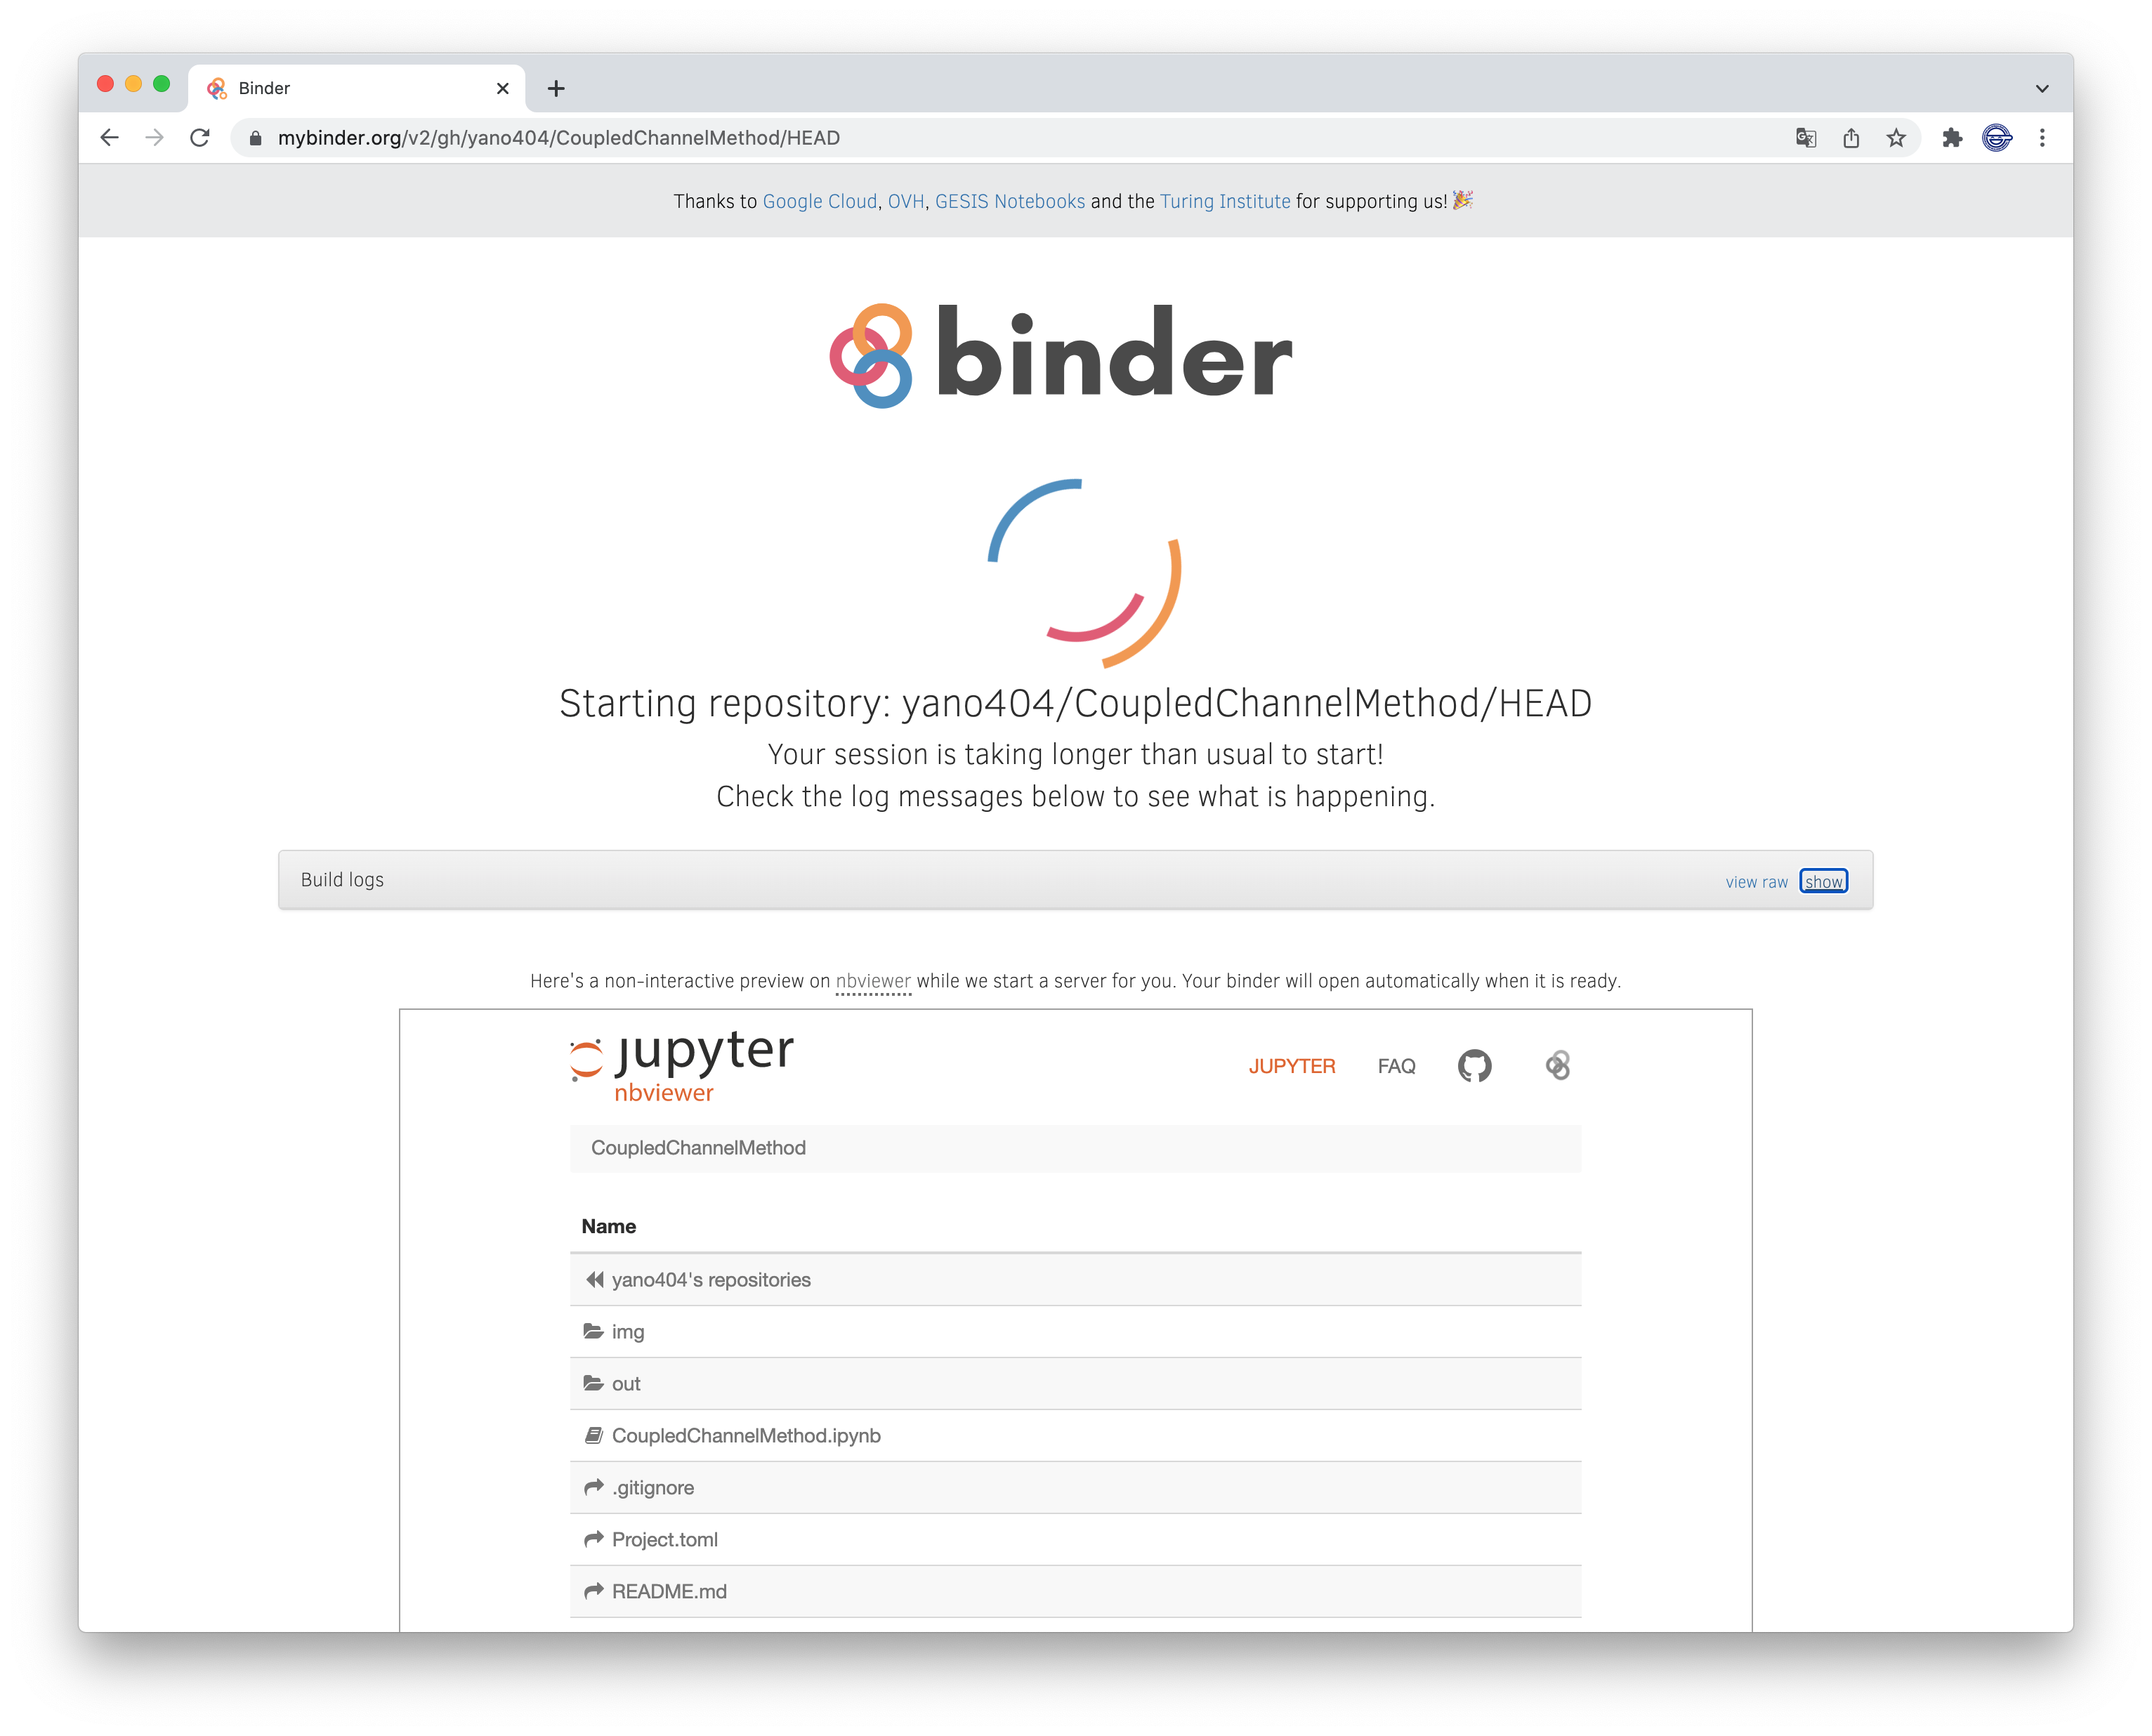 Binder
mybinder.org/v2/gh/yano404/CoupledChannelMethod/HEAD
Thanks to Google Cloud, OVH, GESIS Notebooks and the Turing Institute for supporting us! 🎉
binder
Starting repository: yano404/CoupledChannelMethod/HEAD
Your session is taking longer than usual to start!
Check the log messages below to see what is happening.
Build logs view raw show
Here's a non-interactive preview on nbviewer while we start a server for you. Your binder will open automatically when it is ready.
jupyter
nbviewer
JUPYTER FAQ
CoupledChannelMethod
Name
yano404's repositories
img
out
CoupledChannelMethod.ipynb
.gitignore
Project.toml
README.md